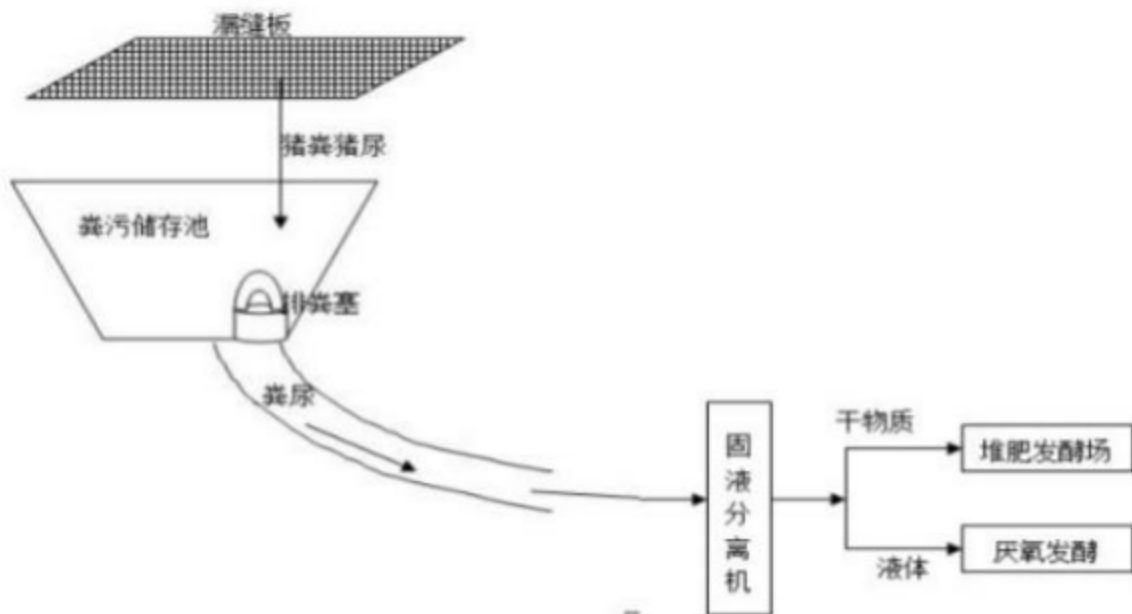 漏缝板
猪粪猪尿
粪污储存池
排粪塞
粪尿
固液分离机
干物质
堆肥发酵场
液体
厌氧发酵